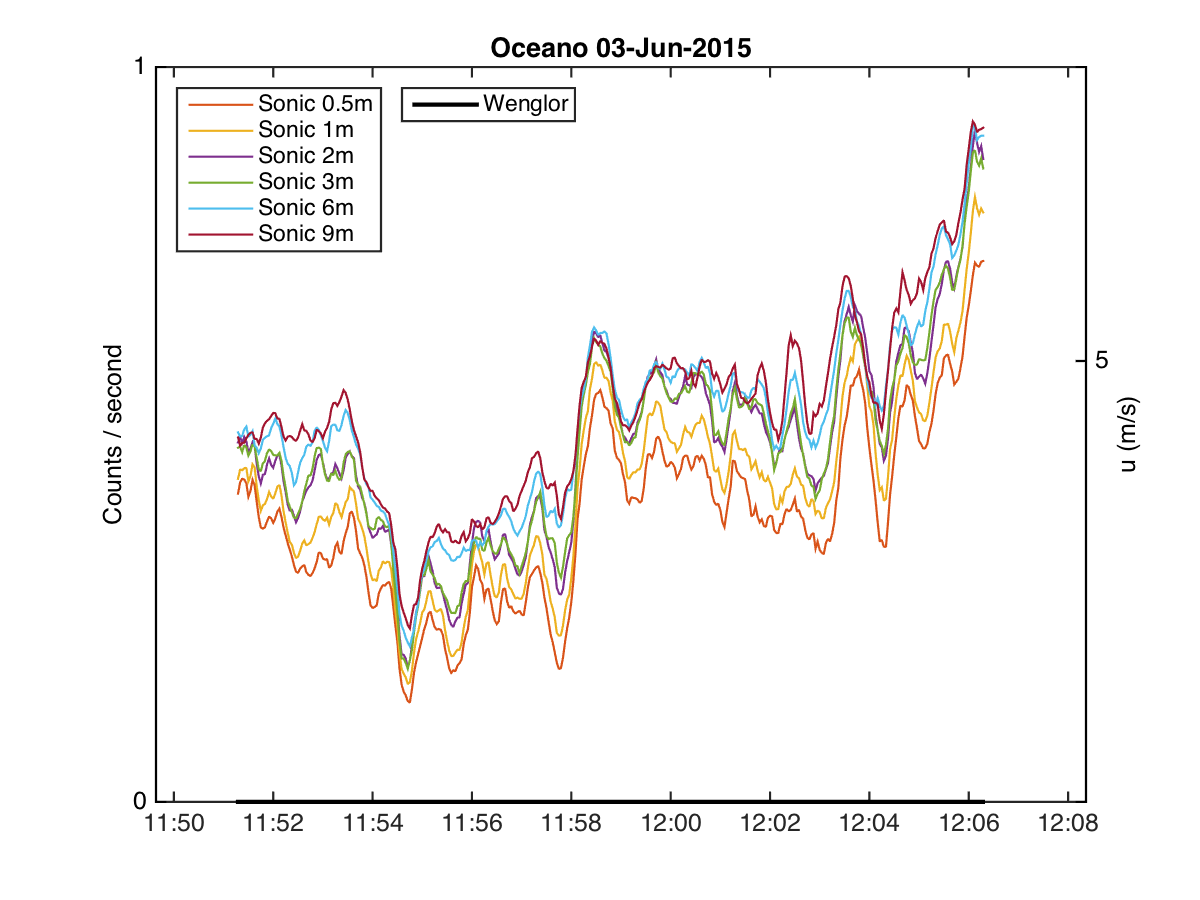 Oceano 03-Jun-2015
1
Sonic 0.5m
Sonic 1m
Sonic 2m
Sonic 3m
Sonic 6m
Sonic 9m
Wenglor
Counts / second
5
u (m/s)
0
11:50 11:52 11:54 11:56 11:58 12:00 12:02 12:04 12:06 12:08